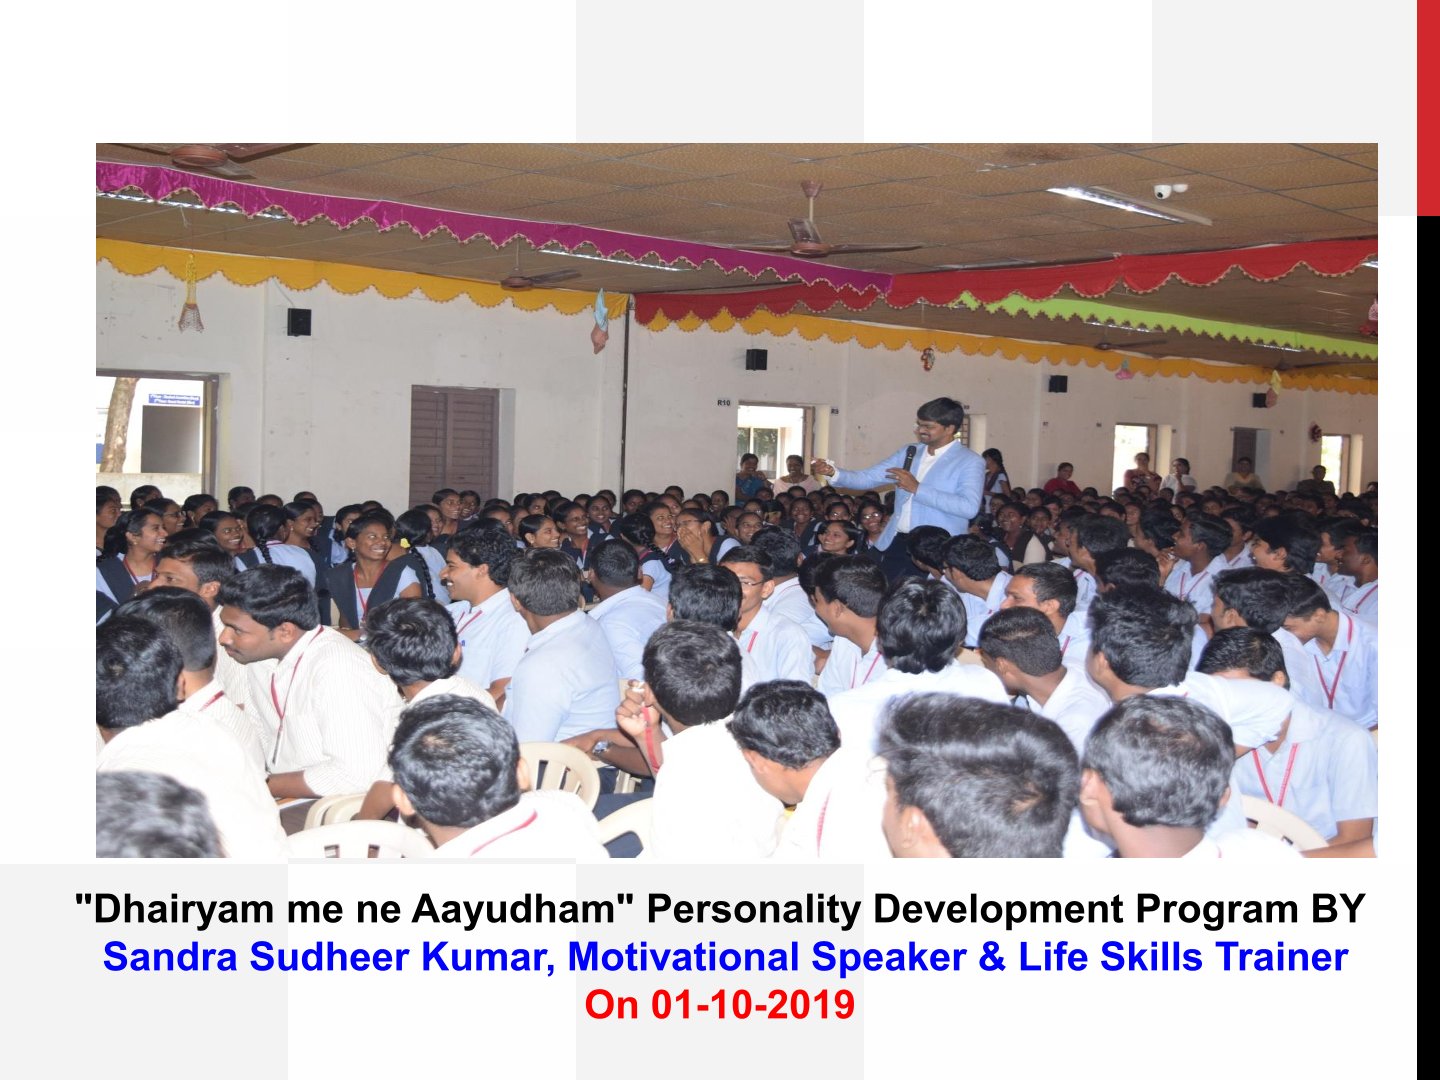 R10
"Dhairyam me ne Aayudham" Personality Development Program BY
Sandra Sudheer Kumar, Motivational Speaker & Life Skills Trainer
On 01-10-2019